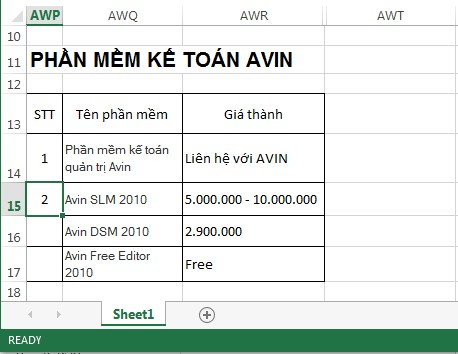 AWP AWQ AWR AWT
10
11 PHẦN MỀM KẾ TOÁN AVIN
12
13 STT Tên phần mềm Giá thành
14 1 Phần mềm kế toán
quản trị Avin Liên hệ với AVIN
15 2 Avin SLM 2010 5.000.000 - 10.000.000
16 Avin DSM 2010 2.900.000
17 Avin Free Editor
2010 Free
18
Sheet1
READY